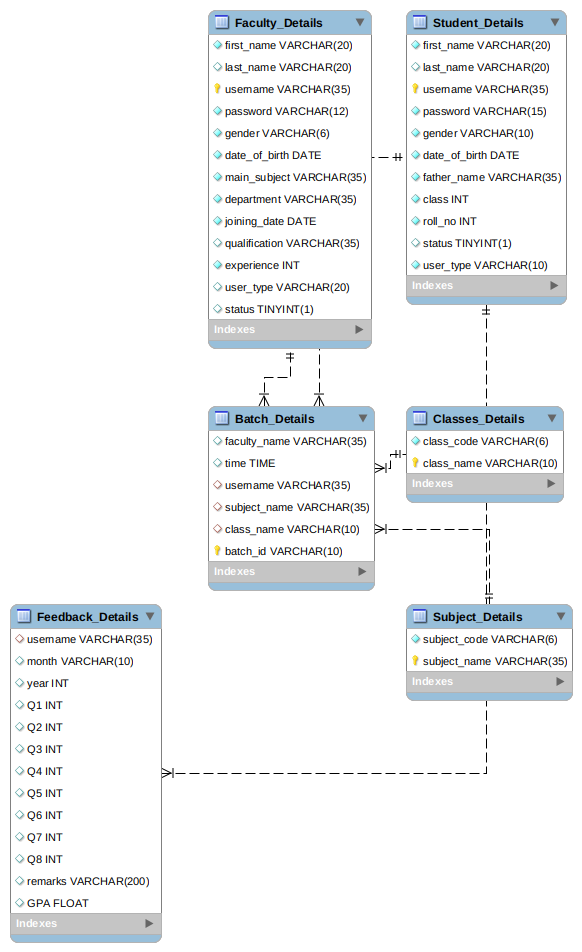 Faculty_Details
first_name VARCHAR(20)
last_name VARCHAR(20)
username VARCHAR(35)
password VARCHAR(12)
gender VARCHAR(6)
date_of_birth DATE
main_subject VARCHAR(35)
department VARCHAR(35)
joining_date DATE
qualification VARCHAR(35)
experience INT
user_type VARCHAR(20)
status TINYINT(1)
Indexes
Student_Details
first_name VARCHAR(20)
last_name VARCHAR(20)
username VARCHAR(35)
password VARCHAR(15)
gender VARCHAR(10)
date_of_birth DATE
father_name VARCHAR(35)
class INT
roll_no INT
status TINYINT(1)
user_type VARCHAR(10)
Indexes
Batch_Details
faculty_name VARCHAR(35)
time TIME
username VARCHAR(35)
subject_name VARCHAR(35)
class_name VARCHAR(10)
batch_id VARCHAR(10)
Indexes
Classes_Details
class_code VARCHAR(6)
class_name VARCHAR(10)
Indexes
Feedback_Details
username VARCHAR(35)
month VARCHAR(10)
year INT
Q1 INT
Q2 INT
Q3 INT
Q4 INT
Q5 INT
Q6 INT
Q7 INT
Q8 INT
remarks VARCHAR(200)
GPA FLOAT
Indexes
Subject_Details
subject_code VARCHAR(6)
subject_name VARCHAR(35)
Indexes